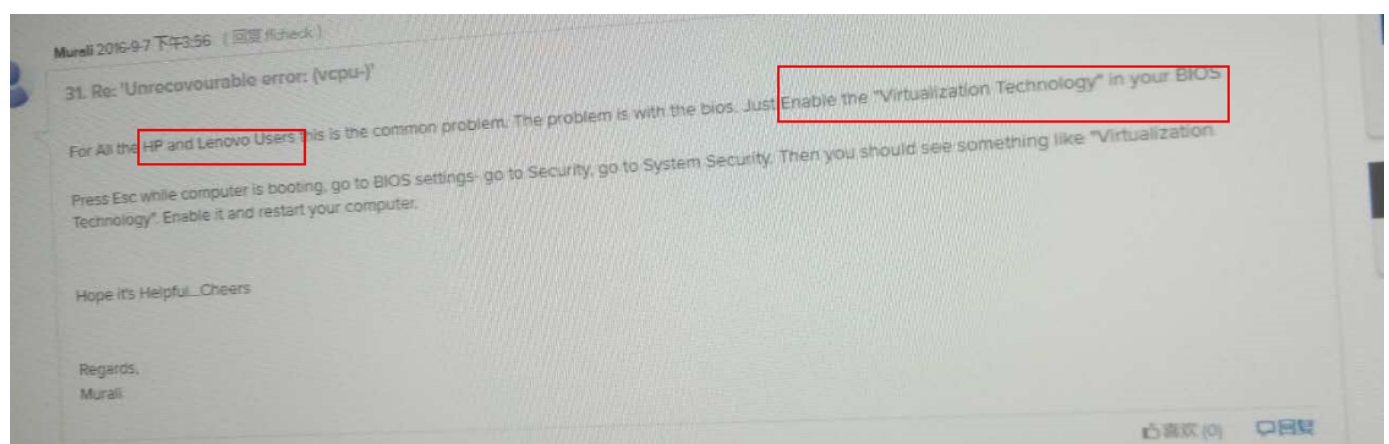 Murali 2016-9-7 下午3:56 （回复 ffcheck）
31. Re: 'Unrecovourable error: (vcpu-)'
For All the HP and Lenovo Users this is the common problem. The problem is with the bios. Just Enable the "Virtualization Technology" in your BIOS
Press Esc while computer is booting, go to BIOS settings- go to Security, go to System Security. Then you should see something like "Virtualization
Technology". Enable it and restart your computer.
Hope it's Helpful...Cheers
Regards,
Murali
喜欢 (0) 回复